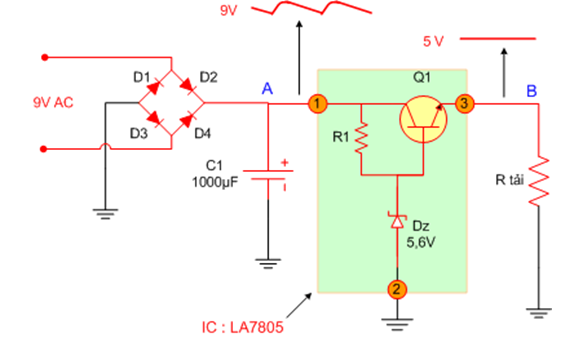 9V
5 V
Q1
D1
D2
A
B
9V AC
1
3
R1
D3
D4
C1
+
1000µF
R tải
Dz
5,6V
2
IC : LA7805